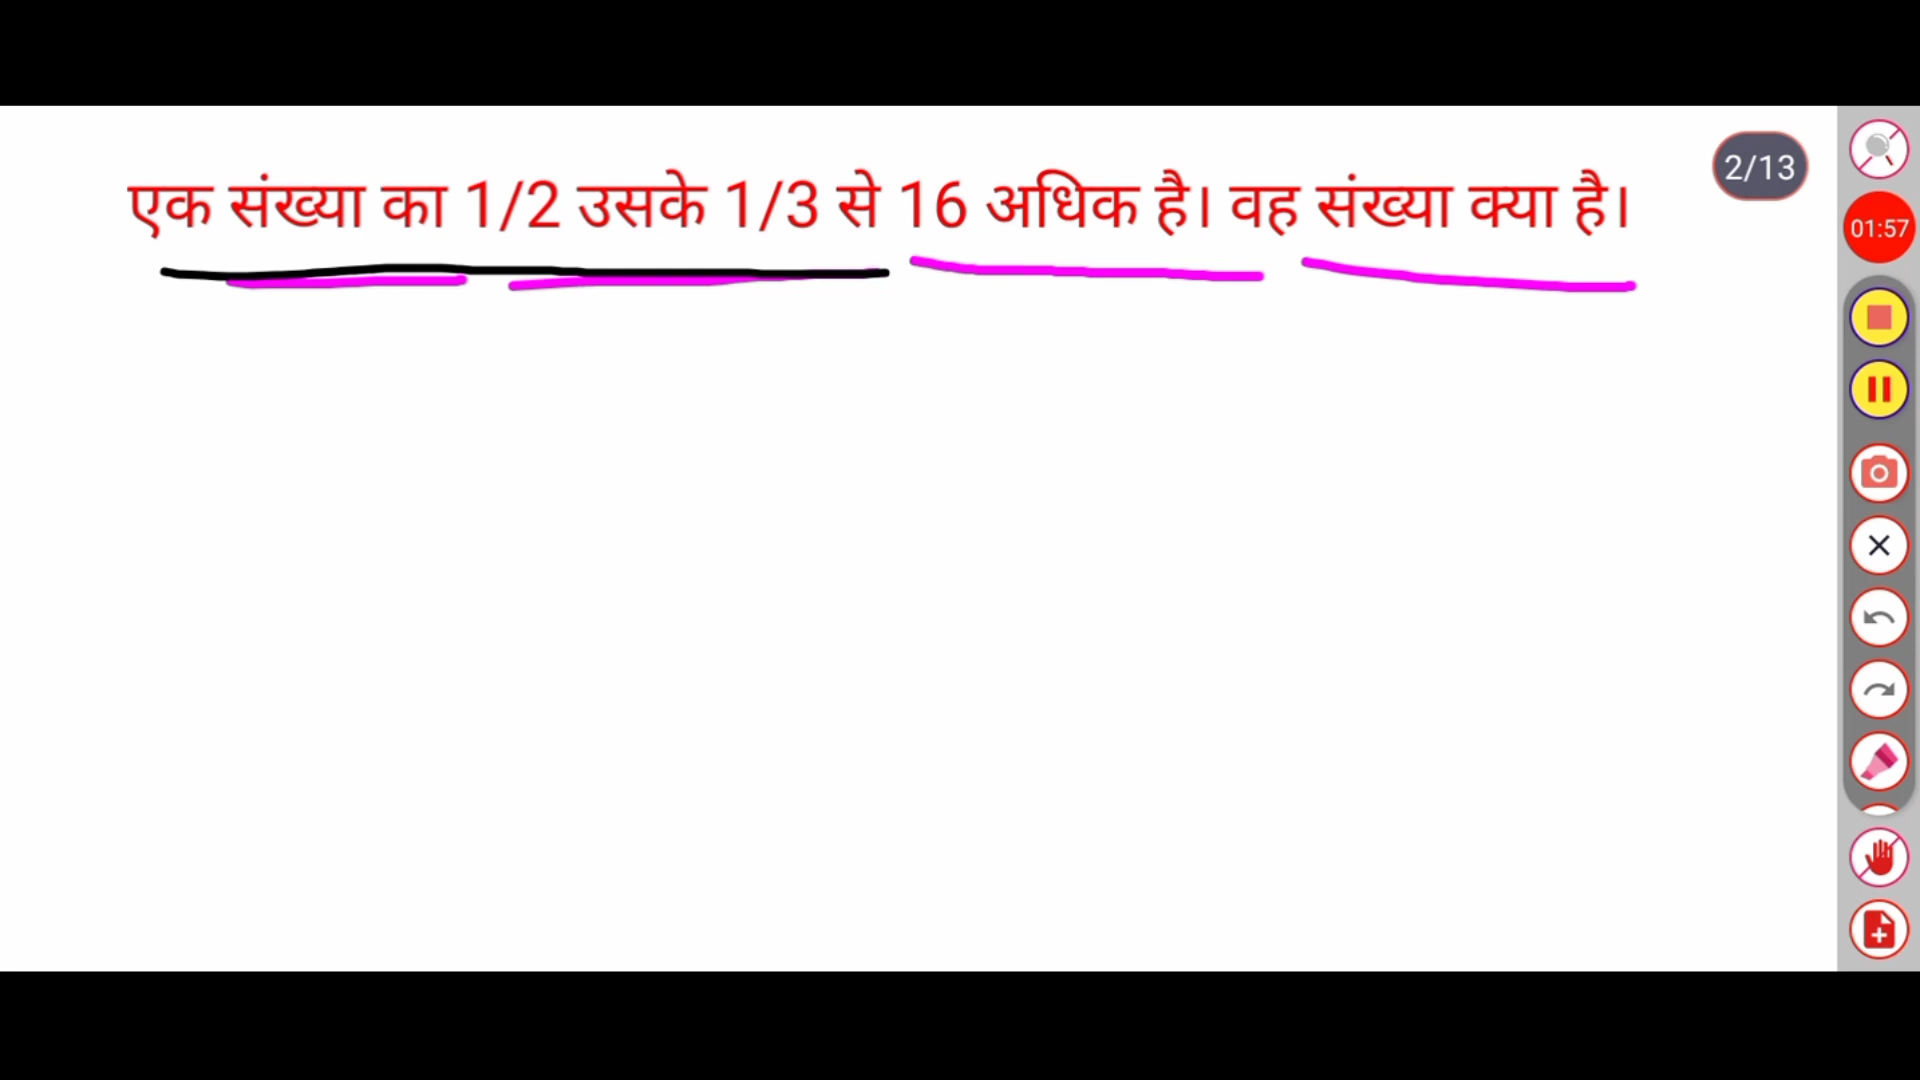 एक संख्या का 1/2 उसके 1/3 से 16 अधिक है। वह संख्या क्या है।
2/13
01:57